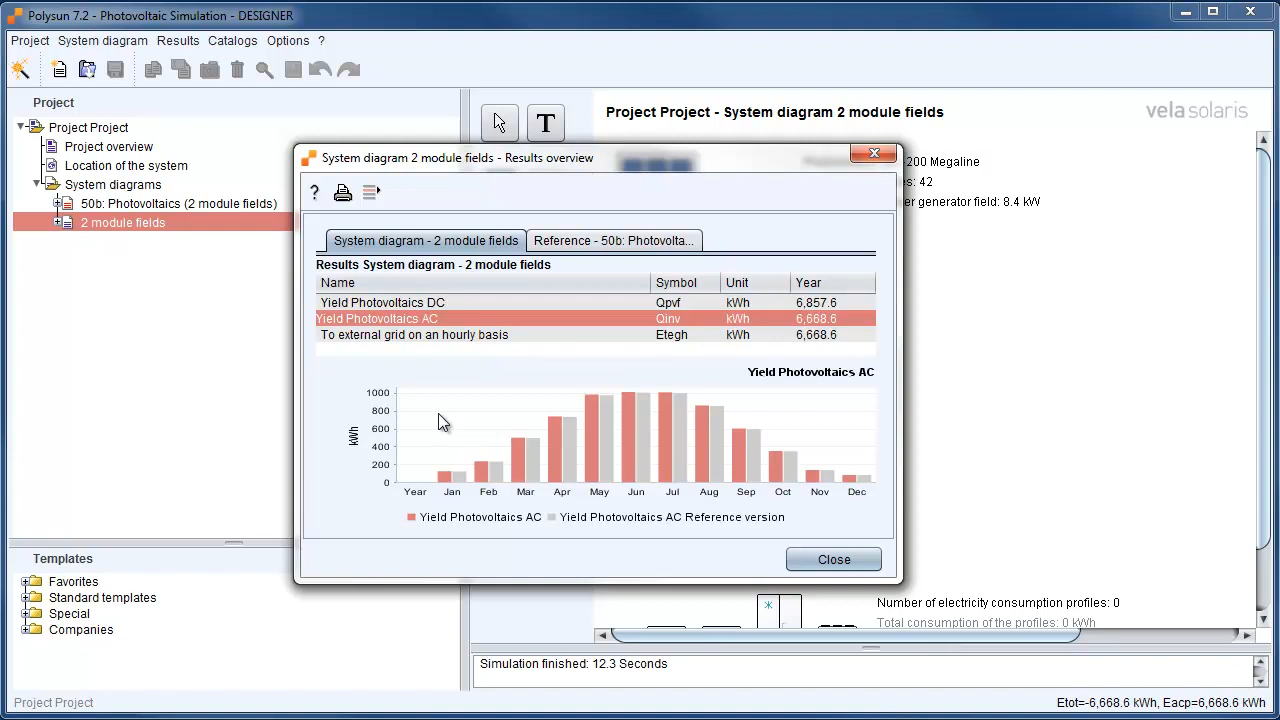 Polysun 7.2 - Photovoltaic Simulation - DESIGNER
Project System diagram Results Catalogs Options ?
Project
Project Project
Project overview
Location of the system
System diagrams
50b: Photovoltaics (2 module fields)
2 module fields
T
Project Project - System diagram 2 module fields
vela solaris
200 Megaline
s: 42
er generator field: 8.4 kW
System diagram 2 module fields - Results overview
?
System diagram - 2 module fields Reference - 50b: Photovolta...
Results System diagram - 2 module fields
Name Symbol Unit Year
Yield Photovoltaics DC Qpvf kWh 6,857.6
Yield Photovoltaics AC Qinv kWh 6,668.6
To external grid on an hourly basis Etegh kWh 6,668.6
Yield Photovoltaics AC
kWh
1000
800
600
400
200
0
Year Jan Feb Mar Apr May Jun Jul Aug Sep Oct Nov Dec
Yield Photovoltaics AC Yield Photovoltaics AC Reference version
Close
Templates
Favorites
Standard templates
Special
Companies
Number of electricity consumption profiles: 0
Total consumption of the profiles: 0 kWh
Simulation finished: 12.3 Seconds
Project Project
Etot=-6,668.6 kWh, Eacp=6,668.6 kWh